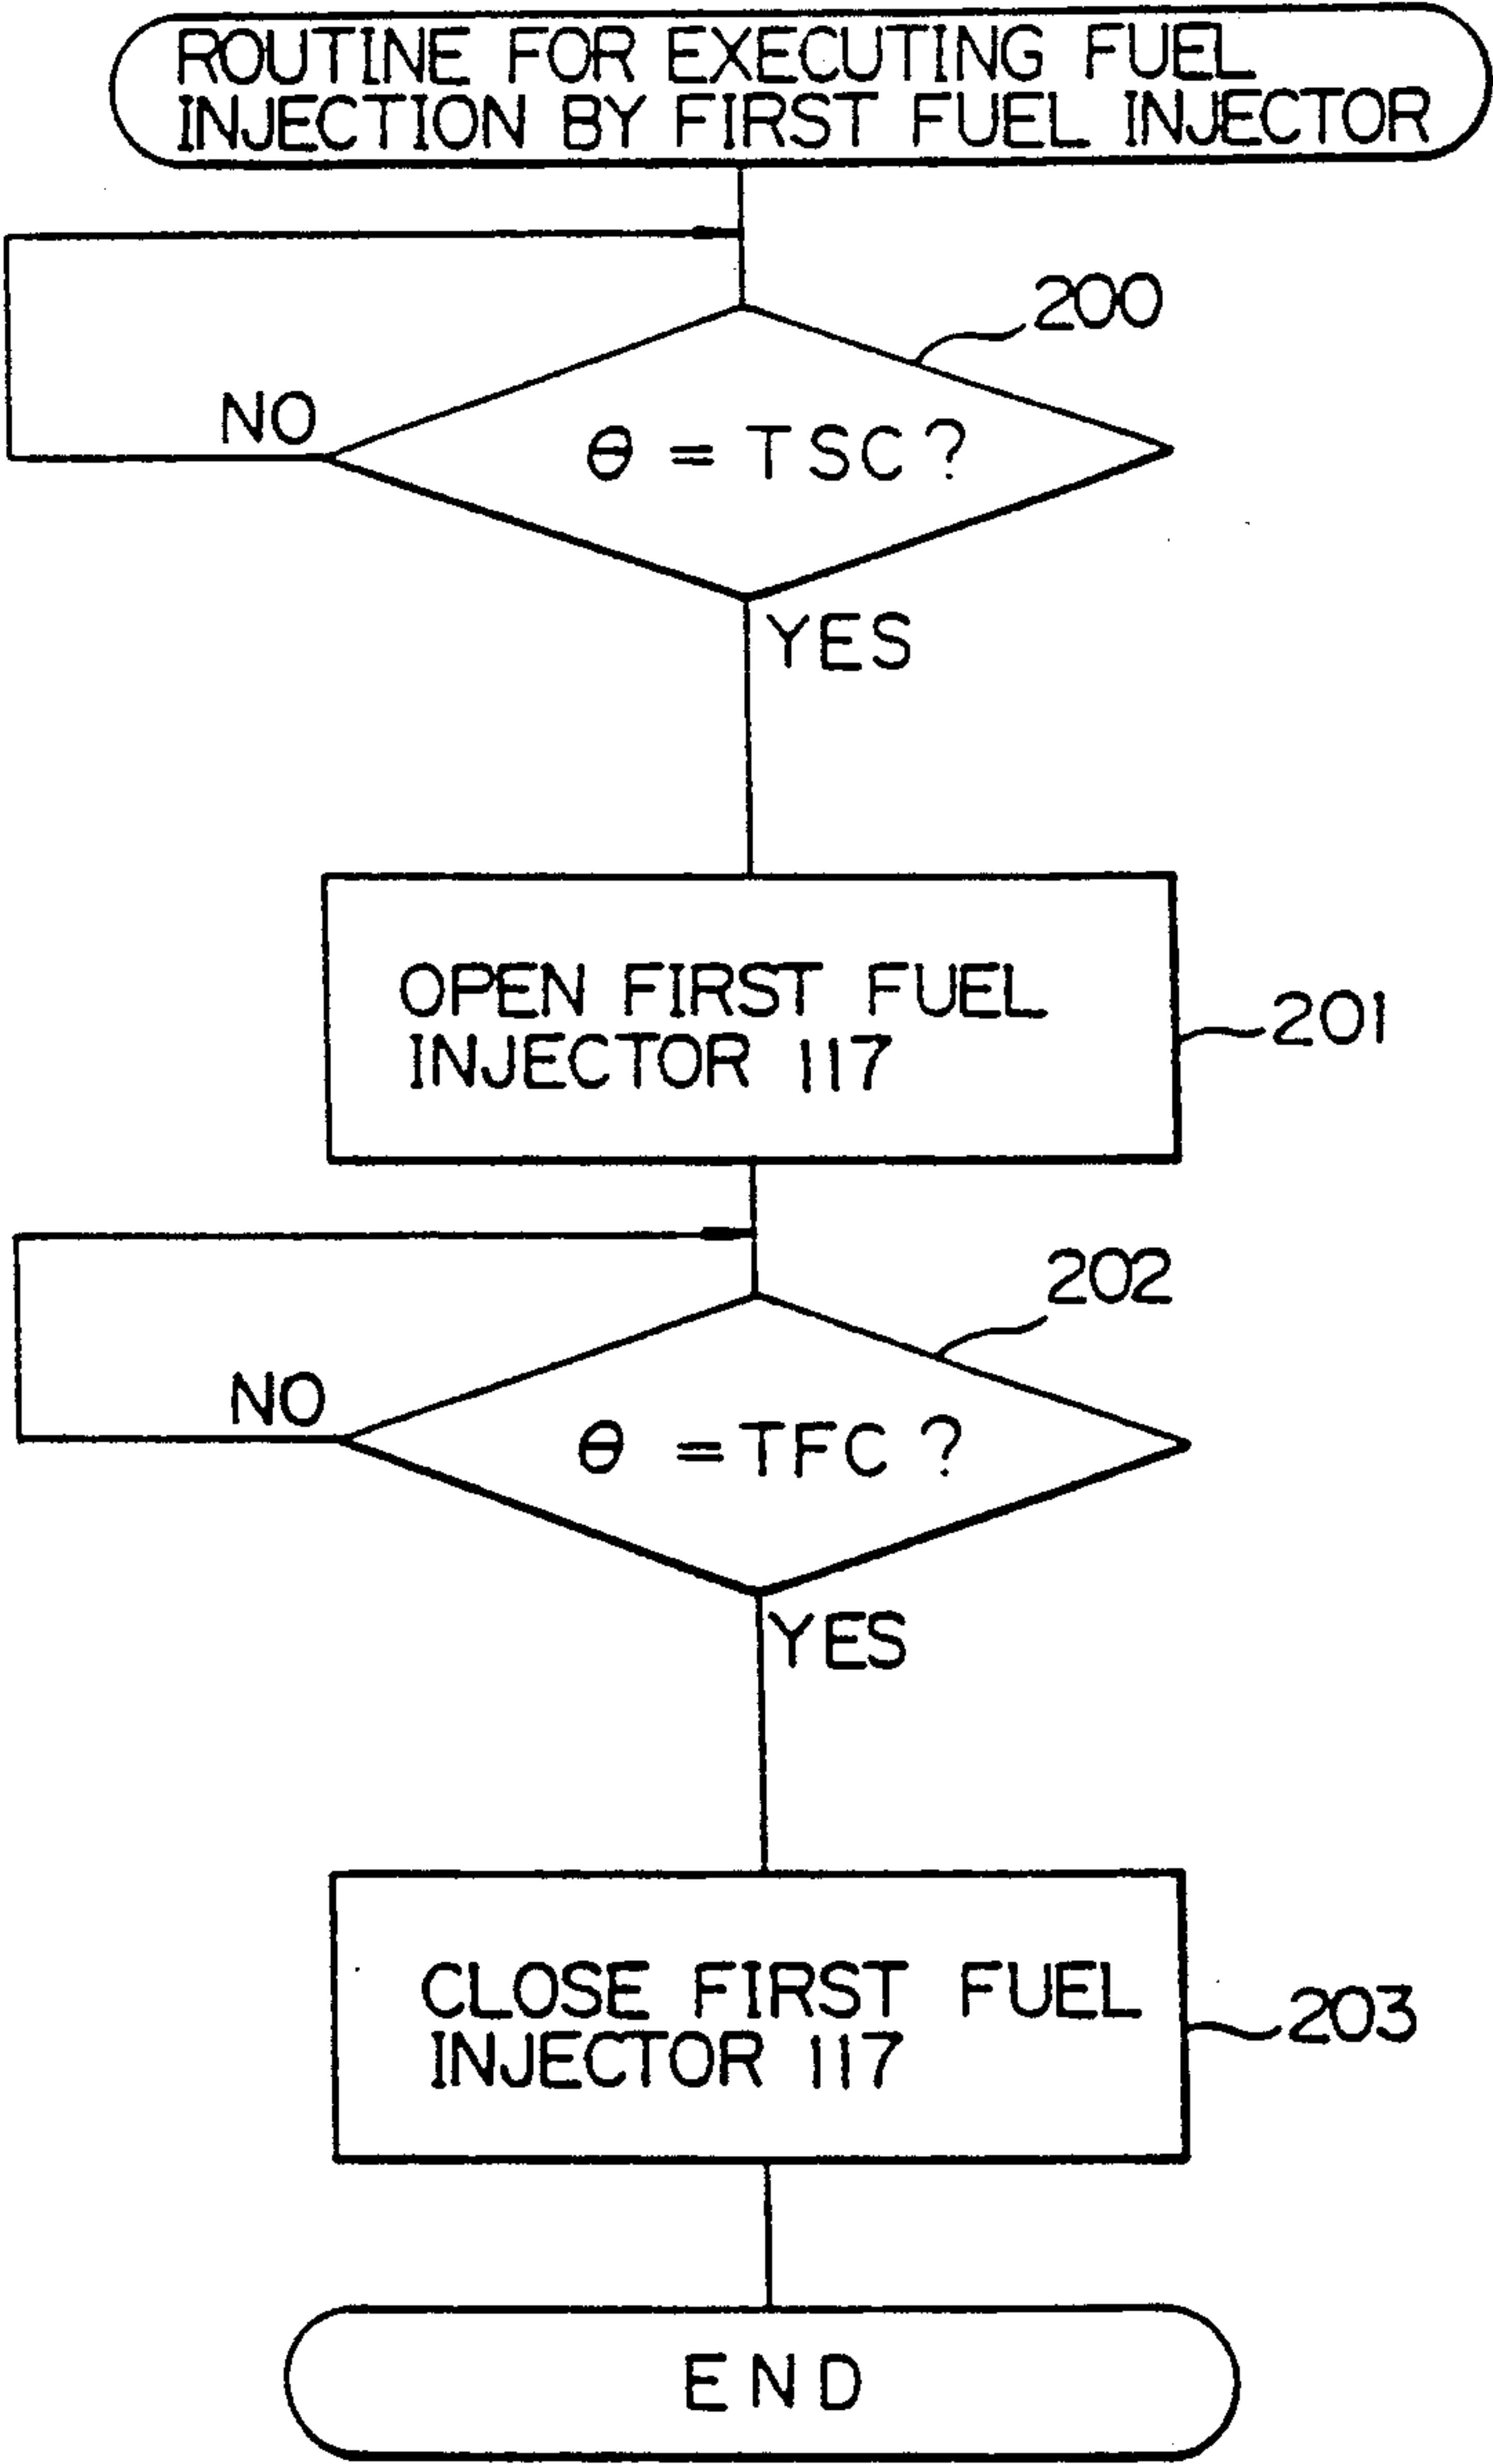 ROUTINE FOR EXECUTING FUEL
INJECTION BY FIRST FUEL INJECTOR
200
NO
θ = TSC?
YES
OPEN FIRST FUEL
INJECTOR 117
201
202
NO
θ = TFC?
YES
CLOSE FIRST FUEL
INJECTOR 117
203
END